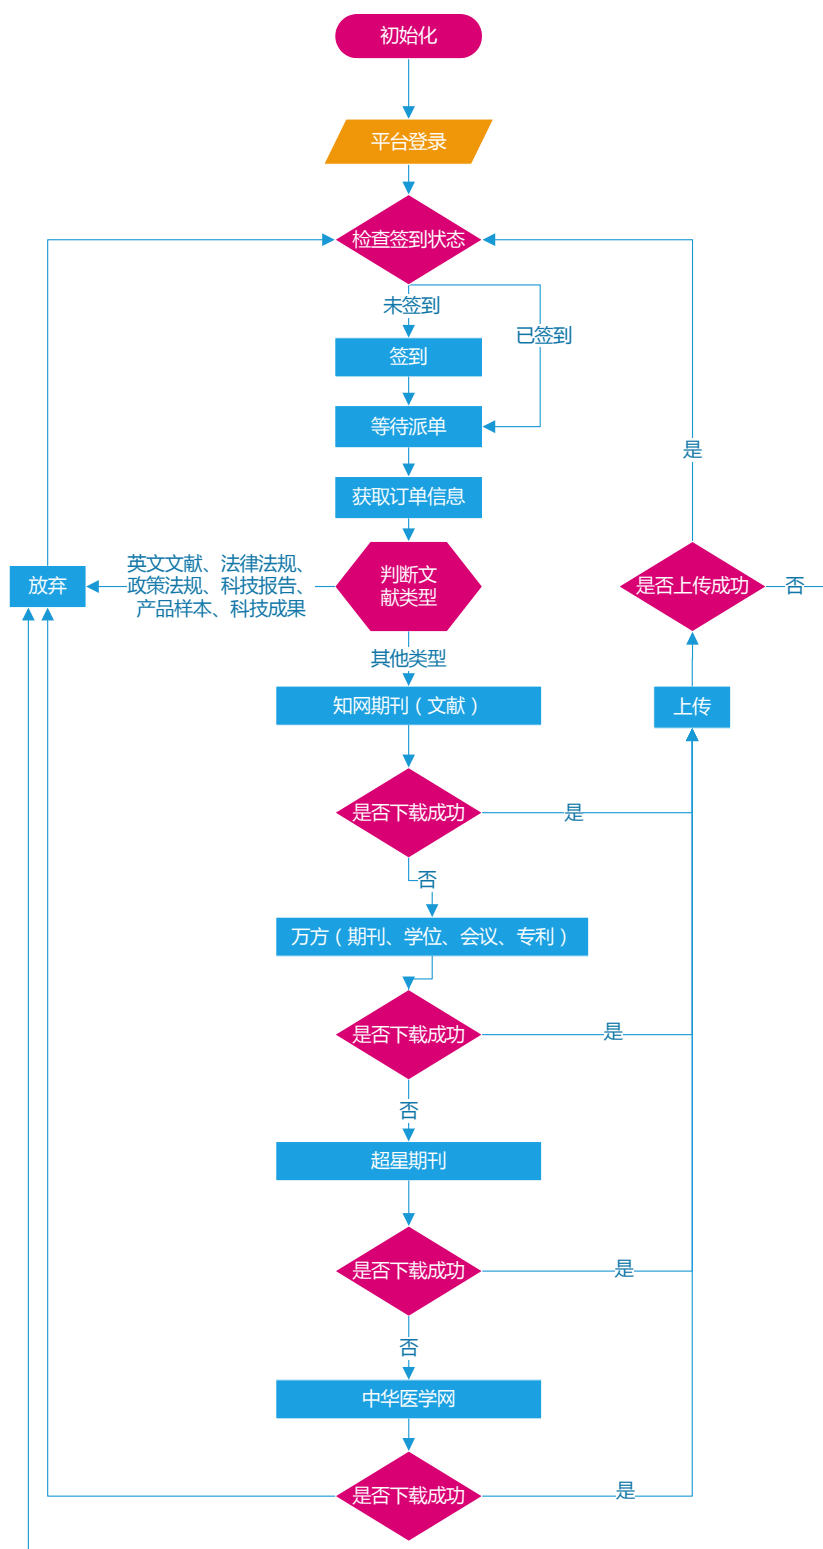 初始化
平台登录
检查签到状态
未签到
已签到
签到
等待派单
是
获取订单信息
英文文献、法律法规、
政策法规、科技报告、
产品样本、科技成果
放弃
判断文
献类型
是否上传成功
否
其他类型
知网期刊（文献）
上传
是否下载成功
是
否
万方（期刊、学位、会议、专利）
是否下载成功
是
否
超星期刊
是否下载成功
是
否
中华医学网
是否下载成功
是